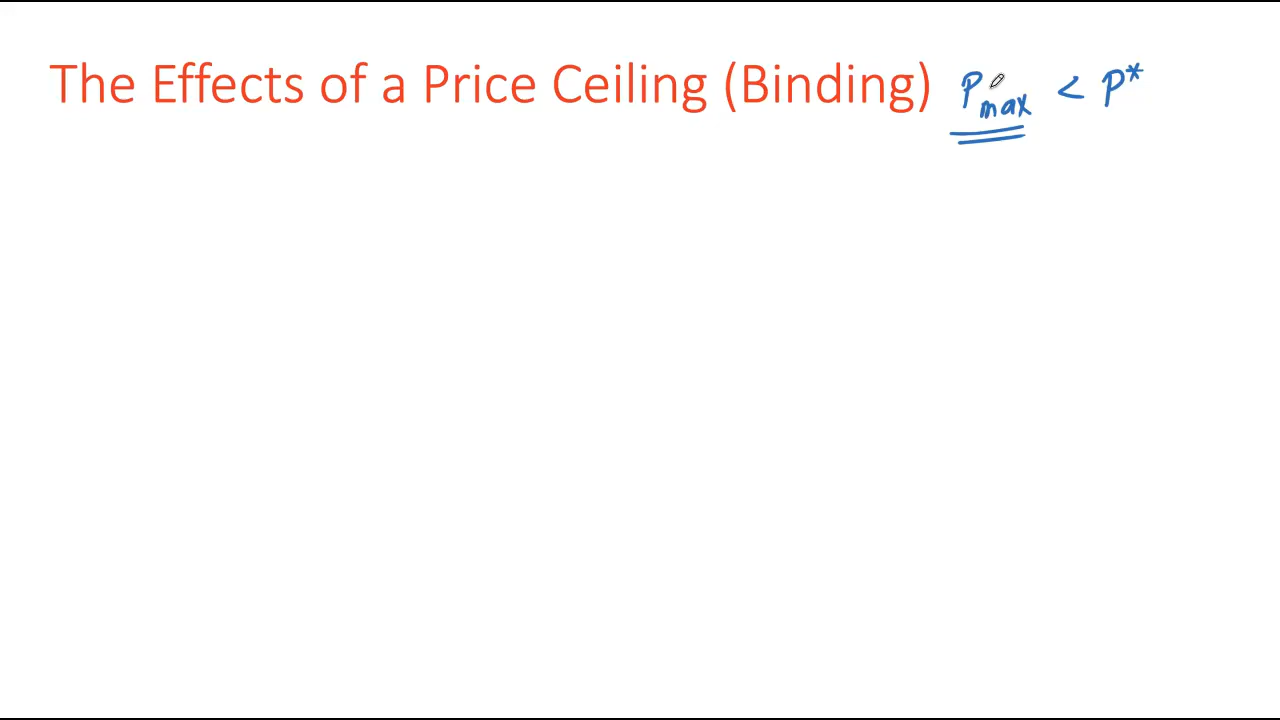 The Effects of a Price Ceiling (Binding) Pmax < P*